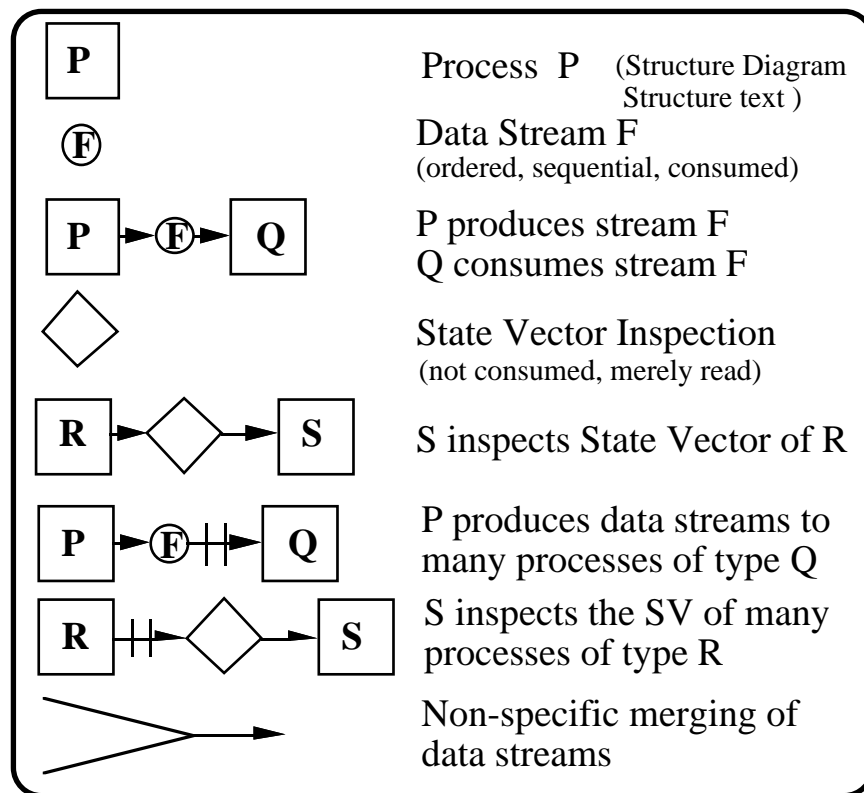 P
Process P (Structure Diagram
Structure text )
F
Data Stream F
(ordered, sequential, consumed)
P F Q
P produces stream F
Q consumes stream F
State Vector Inspection
(not consumed, merely read)
R S
S inspects State Vector of R
P F Q
P produces data streams to
many processes of type Q
R S
S inspects the SV of many
processes of type R
Non-specific merging of
data streams